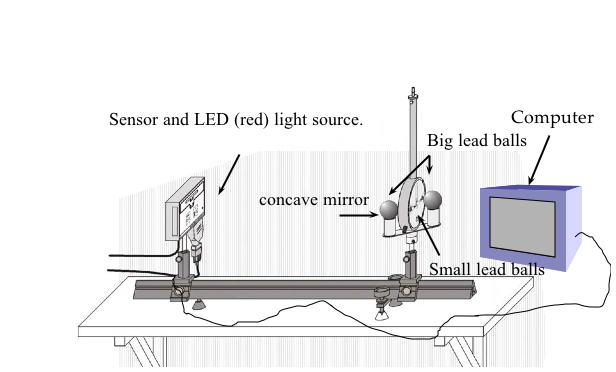 Sensor and LED (red) light source.
Computer
Big lead balls
concave mirror
Small lead balls